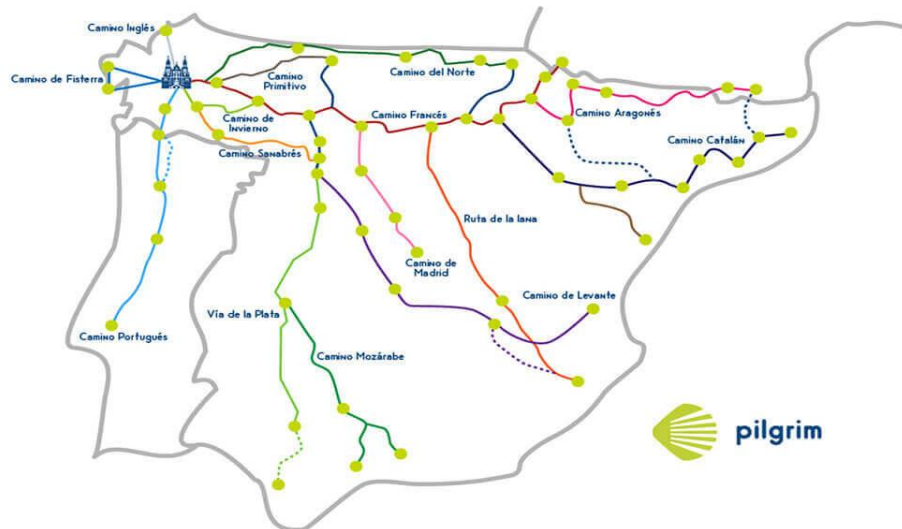 Camino Inglés
Camino de Fisterra
Camino
Primitivo
Camino del Norte
Camino Francés
Camino Aragonés
Camino de
Invierno
Camino Catalán
Camino Sanabrés
Ruta de la lana
Camino de
Madrid
Camino de Levante
Vía de la Plata
Camino Portugués
Camino Mozárabe
pilgrim